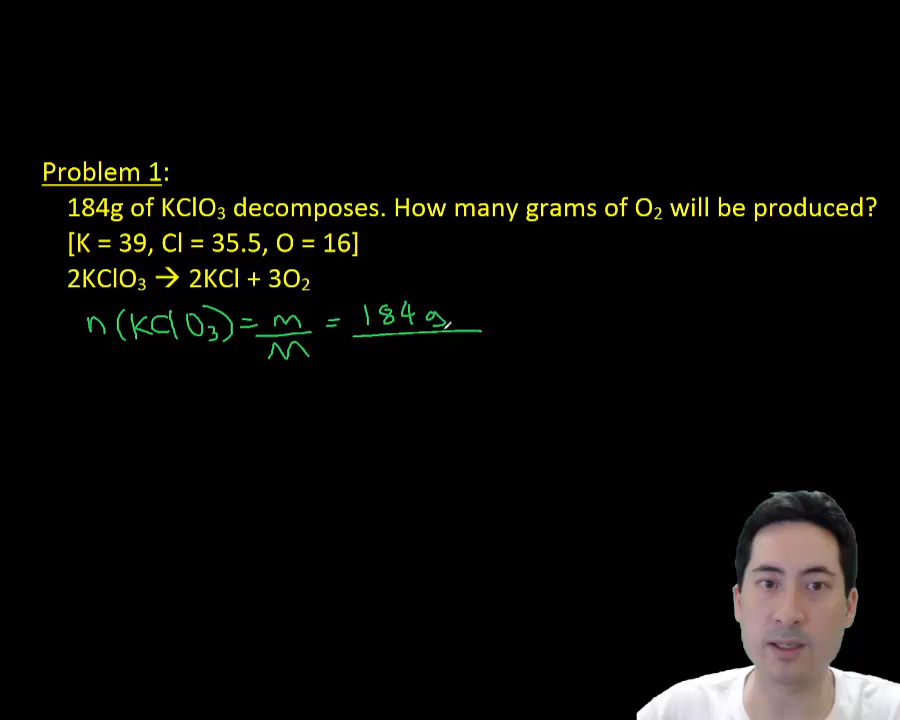 Problem 1:
184g of KClO₃ decomposes. How many grams of O₂ will be produced?
[K = 39, Cl = 35.5, O = 16]
2KClO₃ → 2KCl + 3O₂
n(KClO₃) = m/M = 184g